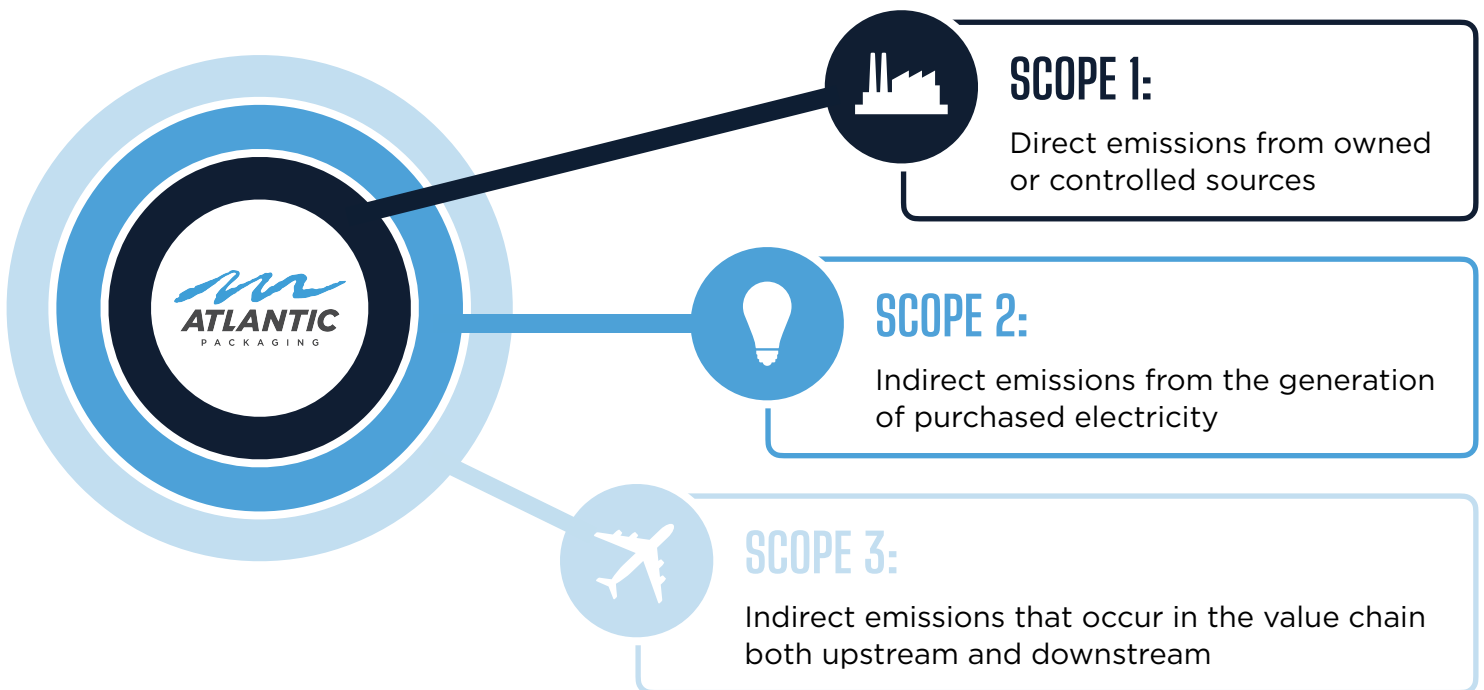 ATLANTIC
PACKAGING
SCOPE 1:
Direct emissions from owned
or controlled sources
SCOPE 2:
Indirect emissions from the generation
of purchased electricity
SCOPE 3:
Indirect emissions that occur in the value chain
both upstream and downstream